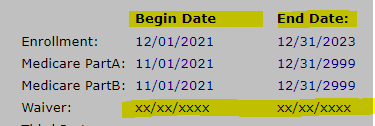 Begin Date End Date:
Enrollment: 12/01/2021 12/31/2023
Medicare PartA: 11/01/2021 12/31/2999
Medicare PartB: 11/01/2021 12/31/2999
Waiver: xx/xx/xxxx xx/xx/xxxx